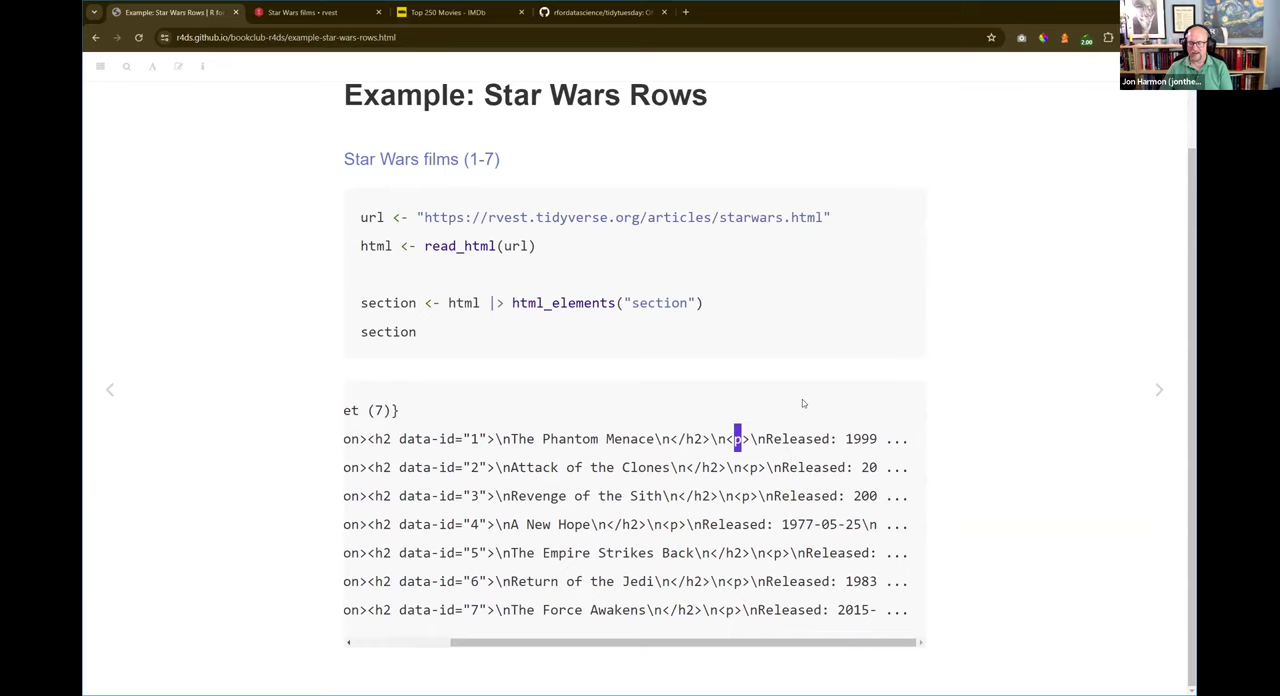 Example: Star Wars Rows | R fo
Star Wars films • rvest
Top 250 Movies - IMDb
rfordatascience/tidytuesday: Of
r4ds.github.io/bookclub-r4ds/example-star-wars-rows.html
2.00
Jon Harmon (jonthe...
Example: Star Wars Rows
Star Wars films (1-7)
url <- "https://rvest.tidyverse.org/articles/starwars.html"
html <- read_html(url)
section <- html |> html_elements("section")
section
et (7)}
on><h2 data-id="1">\nThe Phantom Menace\n</h2>\n<p>\nReleased: 1999 ...
on><h2 data-id="2">\nAttack of the Clones\n</h2>\n<p>\nReleased: 20 ...
on><h2 data-id="3">\nRevenge of the Sith\n</h2>\n<p>\nReleased: 200 ...
on><h2 data-id="4">\nA New Hope\n</h2>\n<p>\nReleased: 1977-05-25\n ...
on><h2 data-id="5">\nThe Empire Strikes Back\n</h2>\n<p>\nReleased: ...
on><h2 data-id="6">\nReturn of the Jedi\n</h2>\n<p>\nReleased: 1983 ...
on><h2 data-id="7">\nThe Force Awakens\n</h2>\n<p>\nReleased: 2015- ...